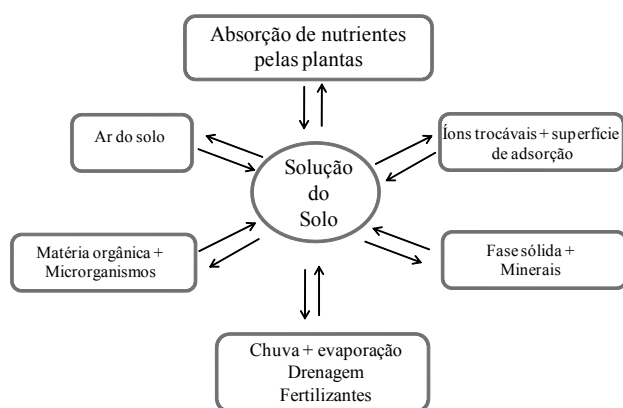 Absorção de nutrientes
pelas plantas
Ar do solo
Íons trocávais + superfície
de adsorção
Solução
do
Solo
Matéria orgânica +
Microrganismos
Fase sólida +
Minerais
Chuva + evaporação
Drenagem
Fertilizantes